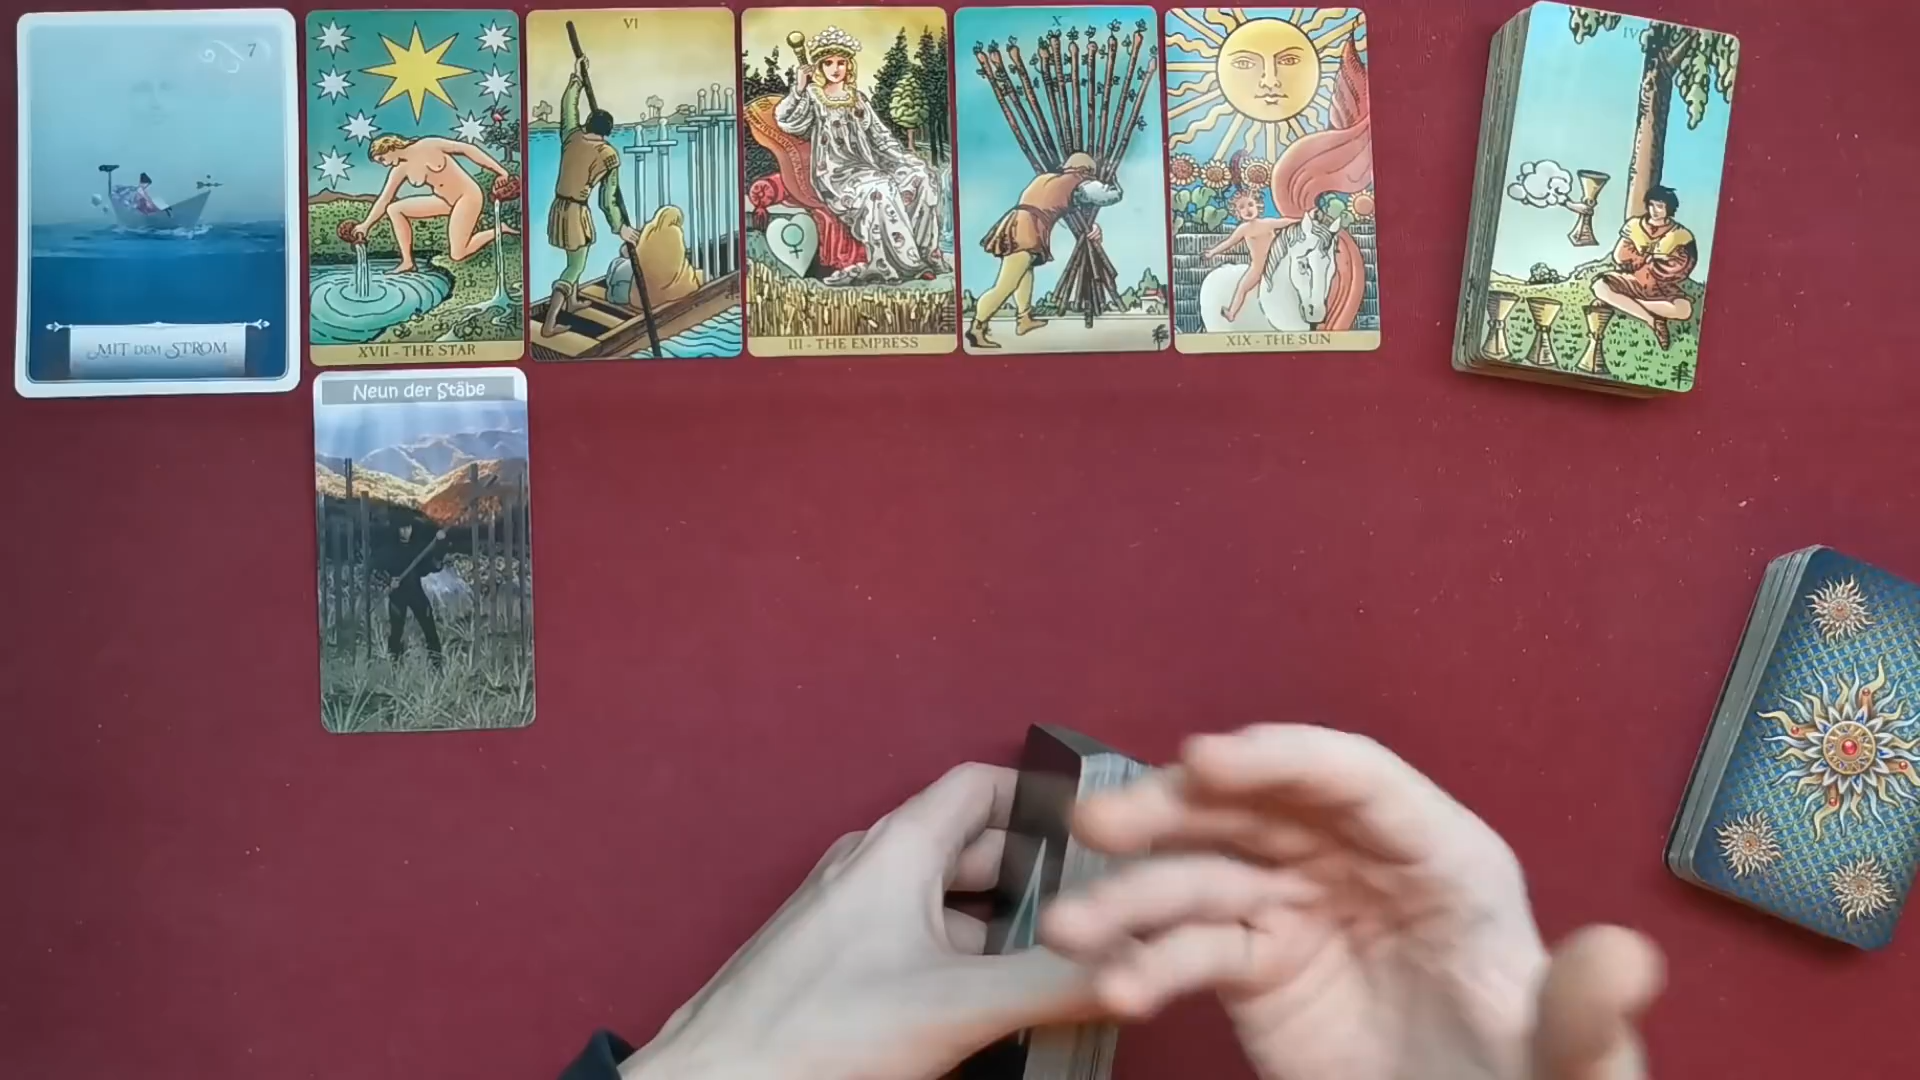 7
MIT DEM STROM
XVII - THE STAR
VI
III - THE EMPRESS
X
XIX - THE SUN
IV
Neun der Stäbe